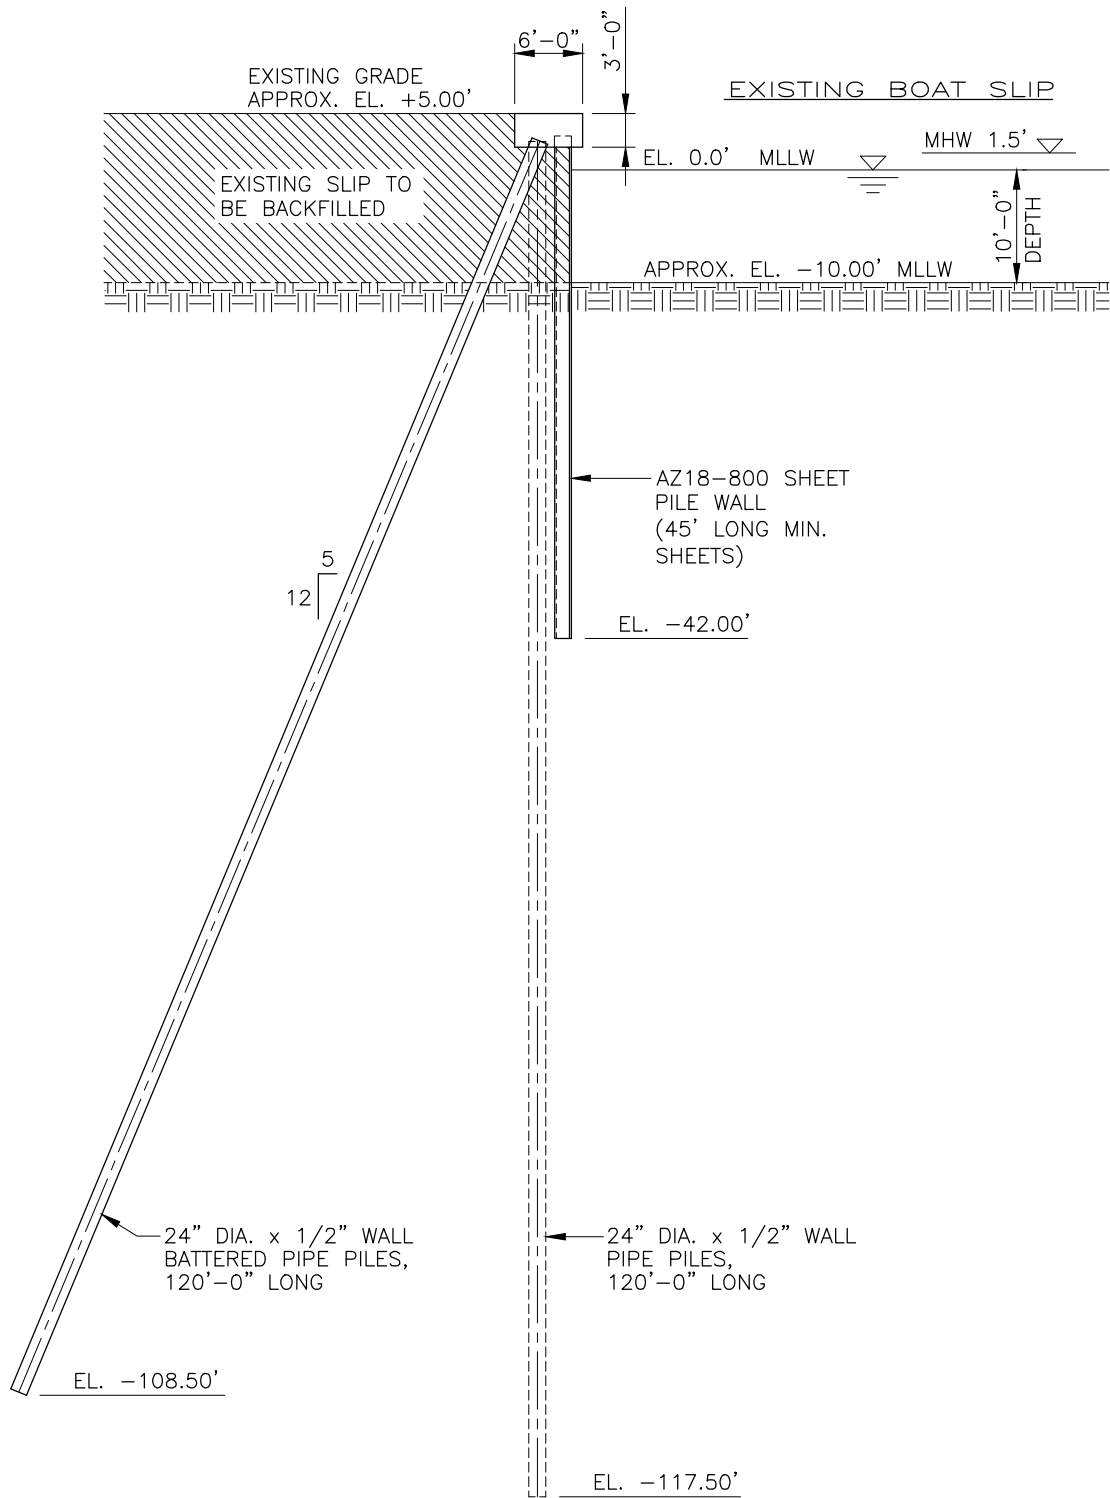 6'-0"
3'-0"
EXISTING GRADE
APPROX. EL. +5.00'
EXISTING BOAT SLIP
MHW 1.5'
EL. 0.0' MLLW
EXISTING SLIP TO
BE BACKFILLED
10'-0"
DEPTH
APPROX. EL. -10.00' MLLW
AZ18-800 SHEET
PILE WALL
(45' LONG MIN.
SHEETS)
5
12
EL. -42.00'
24" DIA. x 1/2" WALL
BATTERED PIPE PILES,
120'-0" LONG
24" DIA. x 1/2" WALL
PIPE PILES,
120'-0" LONG
EL. -108.50'
EL. -117.50'